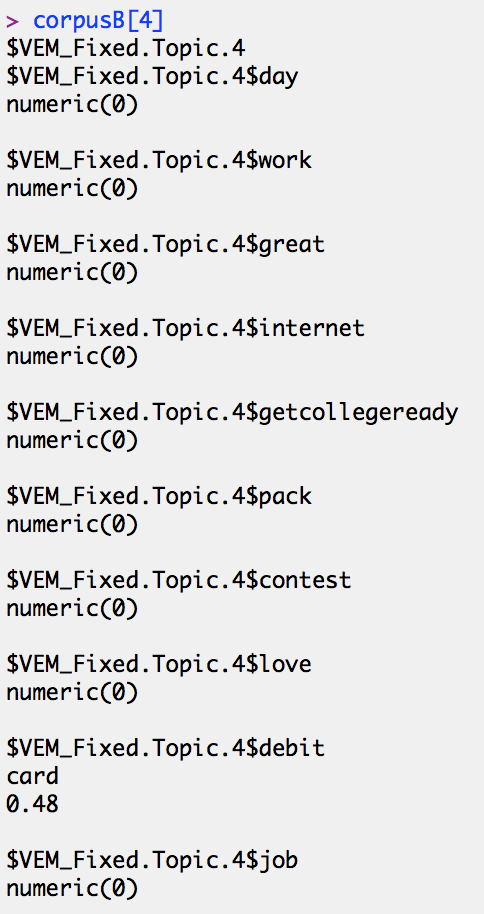 > corpusB[4]
$VEM_Fixed.Topic.4
$VEM_Fixed.Topic.4$day
numeric(0)
$VEM_Fixed.Topic.4$work
numeric(0)
$VEM_Fixed.Topic.4$great
numeric(0)
$VEM_Fixed.Topic.4$internet
numeric(0)
$VEM_Fixed.Topic.4$getcollegeready
numeric(0)
$VEM_Fixed.Topic.4$pack
numeric(0)
$VEM_Fixed.Topic.4$contest
numeric(0)
$VEM_Fixed.Topic.4$love
numeric(0)
$VEM_Fixed.Topic.4$debit
card
0.48
$VEM_Fixed.Topic.4$job
numeric(0)